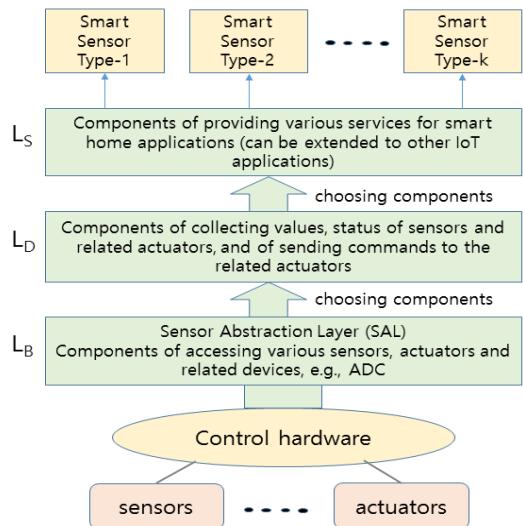 Smart
Sensor
Type-1
Smart
Sensor
Type-2
Smart
Sensor
Type-k
LS
Components of providing various services for smart
home applications (can be extended to other IoT
applications)
choosing components
LD
Components of collecting values, status of sensors and
related actuators, and of sending commands to the
related actuators
choosing components
LB
Sensor Abstraction Layer (SAL)
Components of accessing various sensors, actuators and
related devices, e.g., ADC
Control hardware
sensors
actuators